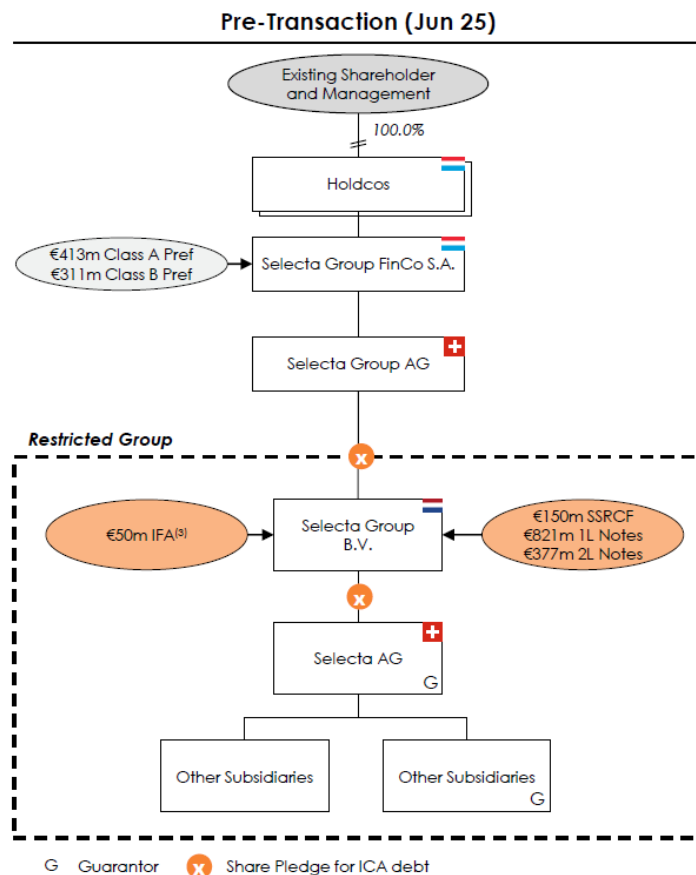 Pre-Transaction (Jun 25)
Existing Shareholder
and Management
100.0%
Holdcos
€413m Class A Pref
€311m Class B Pref
Selecta Group FinCo S.A.
Selecta Group AG
Restricted Group
x
€50m IFA(3)
Selecta Group
B.V.
€150m SSRCF
€821m 1L Notes
€377m 2L Notes
x
Selecta AG
G
Other Subsidiaries
Other Subsidiaries
G
G Guarantor x Share Pledge for ICA debt